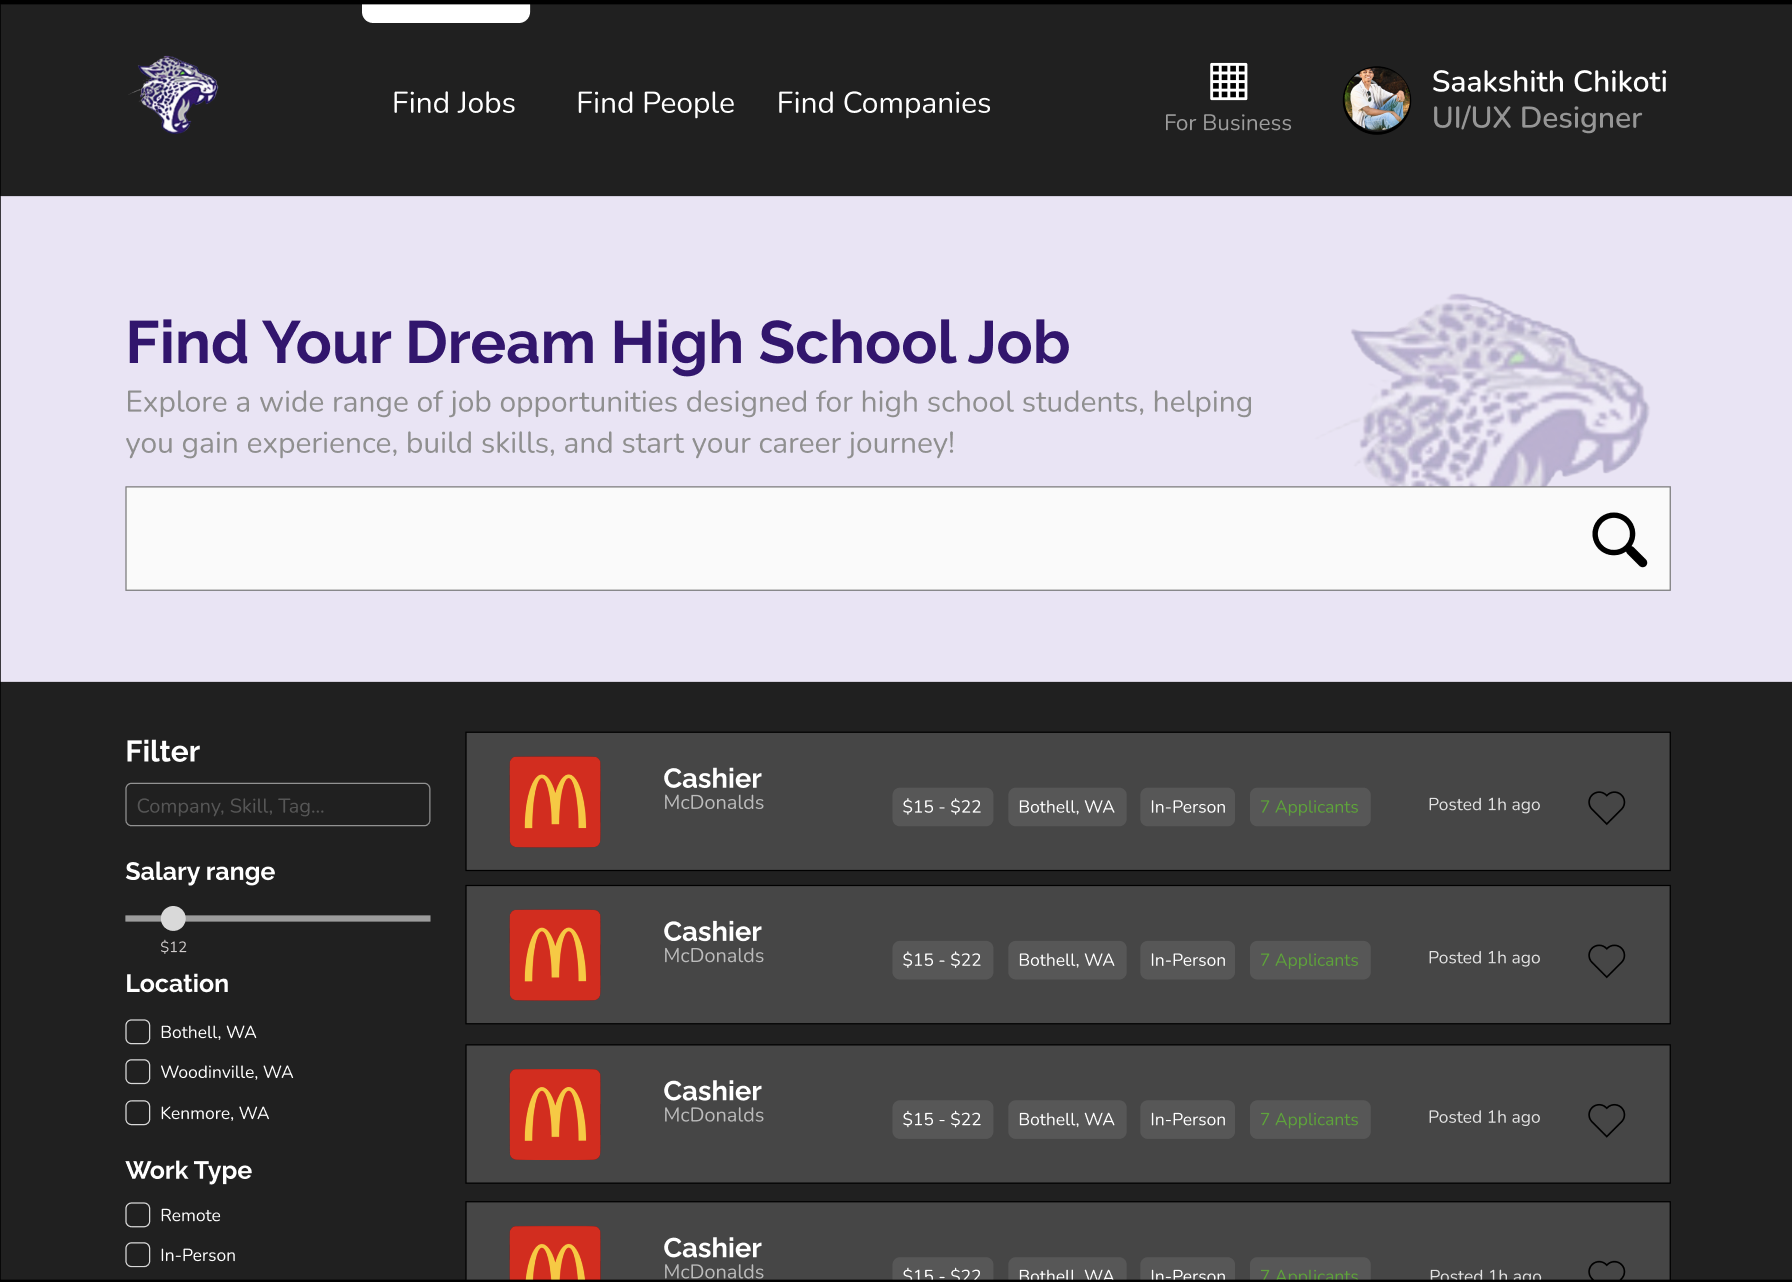 Find Jobs
Find People
Find Companies
For Business
Saakshith Chikoti
UI/UX Designer
Find Your Dream High School Job
Explore a wide range of job opportunities designed for high school students, helping
you gain experience, build skills, and start your career journey!
Filter
Company, Skill, Tag...
Salary range
$12
Location
Bothell, WA
Woodinville, WA
Kenmore, WA
Work Type
Remote
In-Person
Cashier
McDonalds
$15 - $22
Bothell, WA
In-Person
7 Applicants
Posted 1h ago
Cashier
McDonalds
$15 - $22
Bothell, WA
In-Person
7 Applicants
Posted 1h ago
Cashier
McDonalds
$15 - $22
Bothell, WA
In-Person
7 Applicants
Posted 1h ago
Cashier
McDonalds
$15 - $22
Bothell, WA
In-Person
7 Applicants
Posted 1h ago